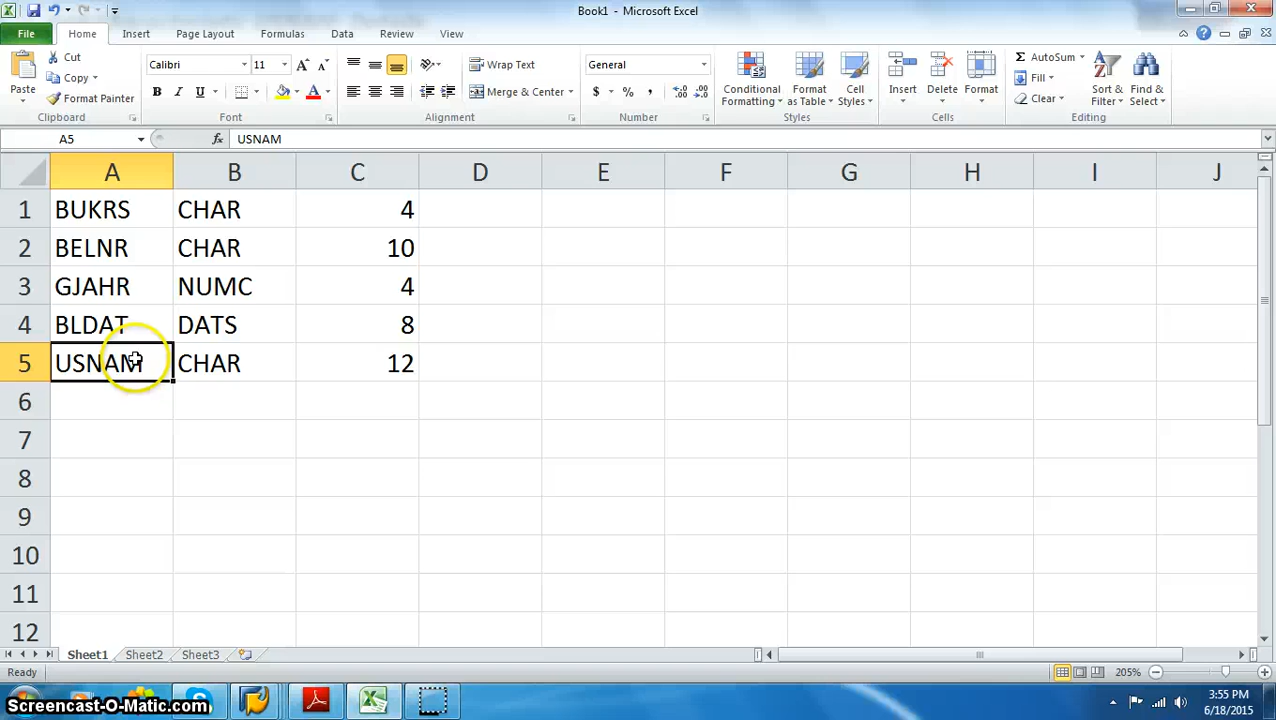 Book1 - Microsoft Excel
File Home Insert Page Layout Formulas Data Review View
Paste
Cut
Copy
Format Painter
Clipboard
Calibri 11
B I U
Font
Wrap Text
Merge & Center
Alignment
General
$ % ,
Number
Conditional Formatting
Format as Table
Cell Styles
Styles
Insert
Delete
Format
Cells
AutoSum
Fill
Clear
Sort & Filter
Find & Select
Editing
A5 fx USNAM
A B C D E F G H I J
1 BUKRS CHAR 4
2 BELNR CHAR 10
3 GJAHR NUMC 4
4 BLDAT DATS 8
5 USNAM CHAR 12
6
7
8
9
10
11
12
Sheet1 Sheet2 Sheet3
Ready 205%
Screencast-O-Matic.com
3:55 PM
6/18/2015